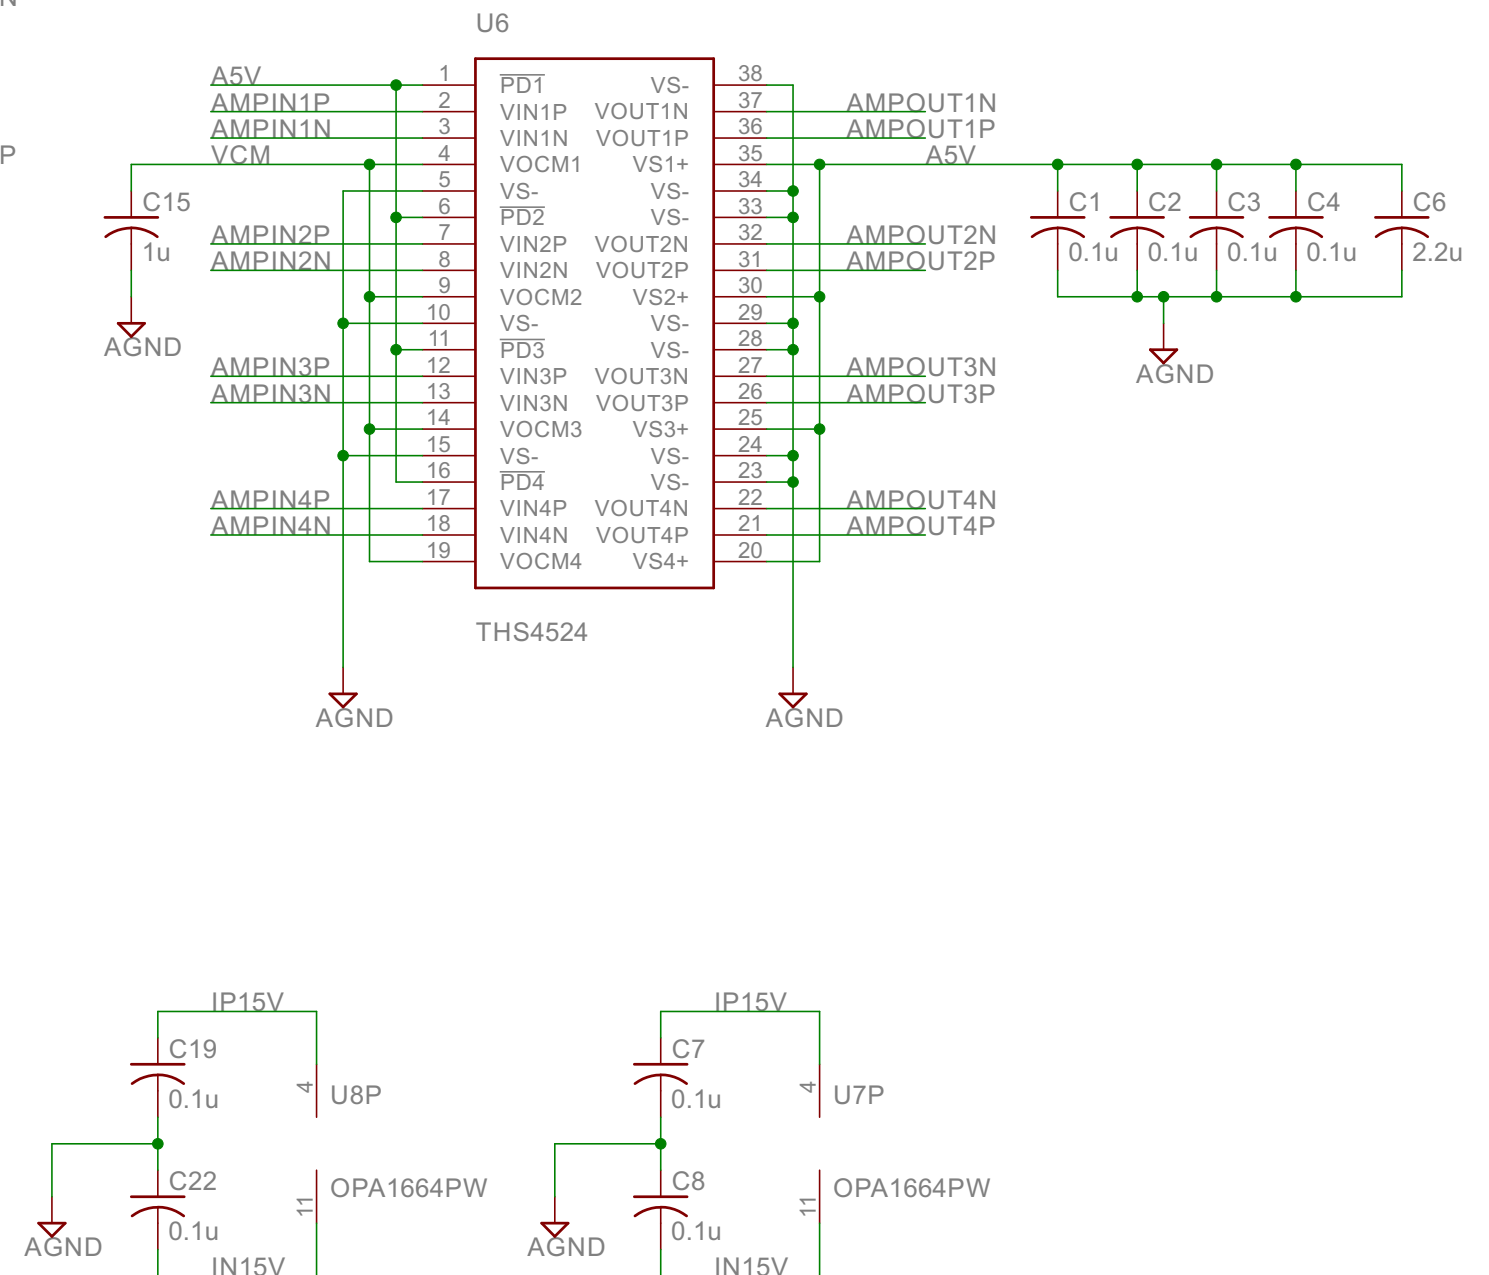 N
P
U6
A5V 1 PD1 VS- 38
AMPIN1P 2 VIN1P VOUT1N 37 AMPOUT1N
AMPIN1N 3 VIN1N VOUT1P 36 AMPOUT1P
VCM 4 VOCM1 VS1+ 35 A5V
5 VS- VS- 34
6 PD2 VS- 33
AMPIN2P 7 VIN2P VOUT2N 32 AMPOUT2N
AMPIN2N 8 VIN2N VOUT2P 31 AMPOUT2P
9 VOCM2 VS2+ 30
10 VS- VS- 29
11 PD3 VS- 28
AMPIN3P 12 VIN3P VOUT3N 27 AMPOUT3N
AMPIN3N 13 VIN3N VOUT3P 26 AMPOUT3P
14 VOCM3 VS3+ 25
15 VS- VS- 24
16 PD4 VS- 23
AMPIN4P 17 VIN4P VOUT4N 22 AMPOUT4N
AMPIN4N 18 VIN4N VOUT4P 21 AMPOUT4P
19 VOCM4 VS4+ 20
THS4524
C15
1u
AGND
C1 C2 C3 C4 C6
0.1u 0.1u 0.1u 0.1u 2.2u
AGND
AGND AGND
IP15V
C19
0.1u
4 U8P
C22
0.1u
11 OPA1664PW
AGND
IN15V
IP15V
C7
0.1u
4 U7P
C8
0.1u
11 OPA1664PW
AGND
IN15V